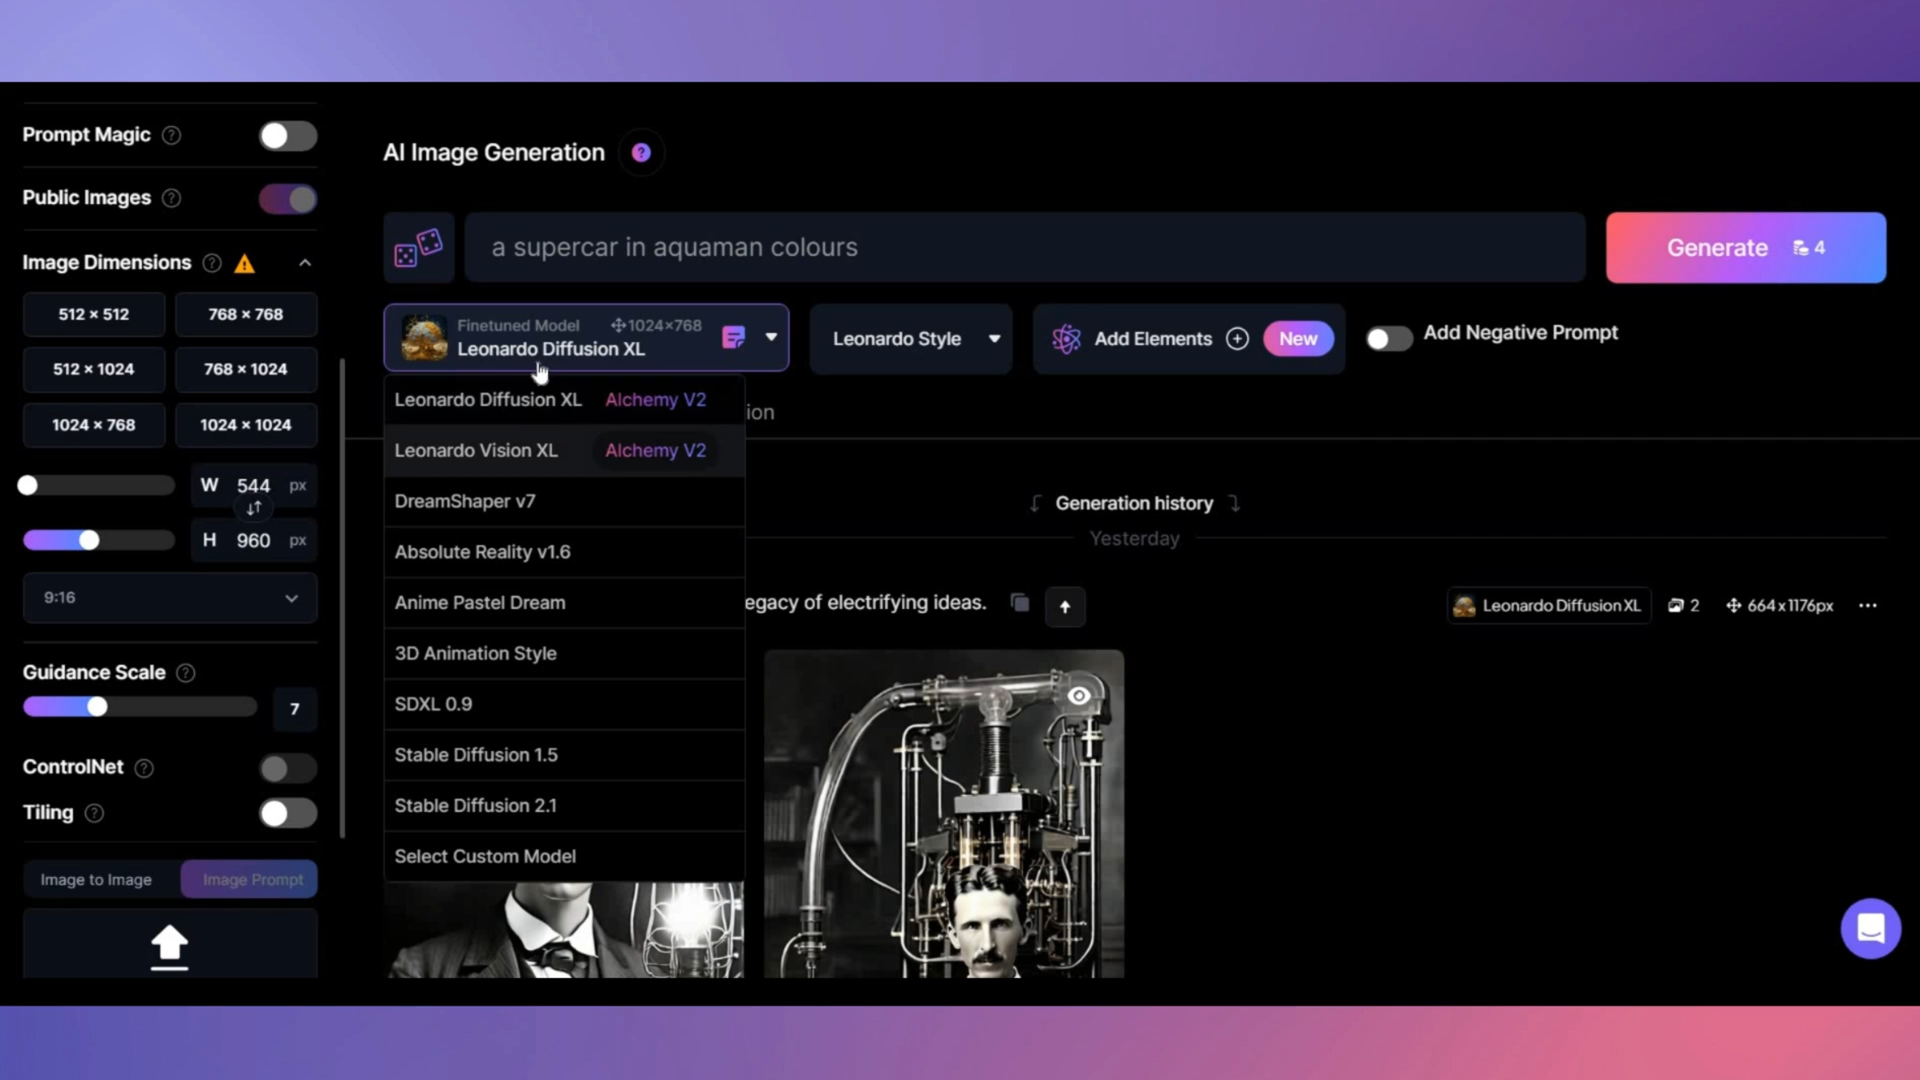 Prompt Magic
Public Images
Image Dimensions
512 × 512
768 × 768
512 × 1024
768 × 1024
1024 × 768
1024 × 1024
W 544 px
H 960 px
9:16
Guidance Scale
7
ControlNet
Tiling
Image to Image
Image Prompt
AI Image Generation
a supercar in aquaman colours
Generate 4
Finetuned Model 1024×768
Leonardo Diffusion XL
Leonardo Style
Add Elements
New
Add Negative Prompt
Leonardo Diffusion XL Alchemy V2
ion
Leonardo Vision XL Alchemy V2
DreamShaper v7
Absolute Reality v1.6
Anime Pastel Dream
3D Animation Style
SDXL 0.9
Stable Diffusion 1.5
Stable Diffusion 2.1
Select Custom Model
Generation history
Yesterday
egacy of electrifying ideas.
Leonardo Diffusion XL
2
664x1176px